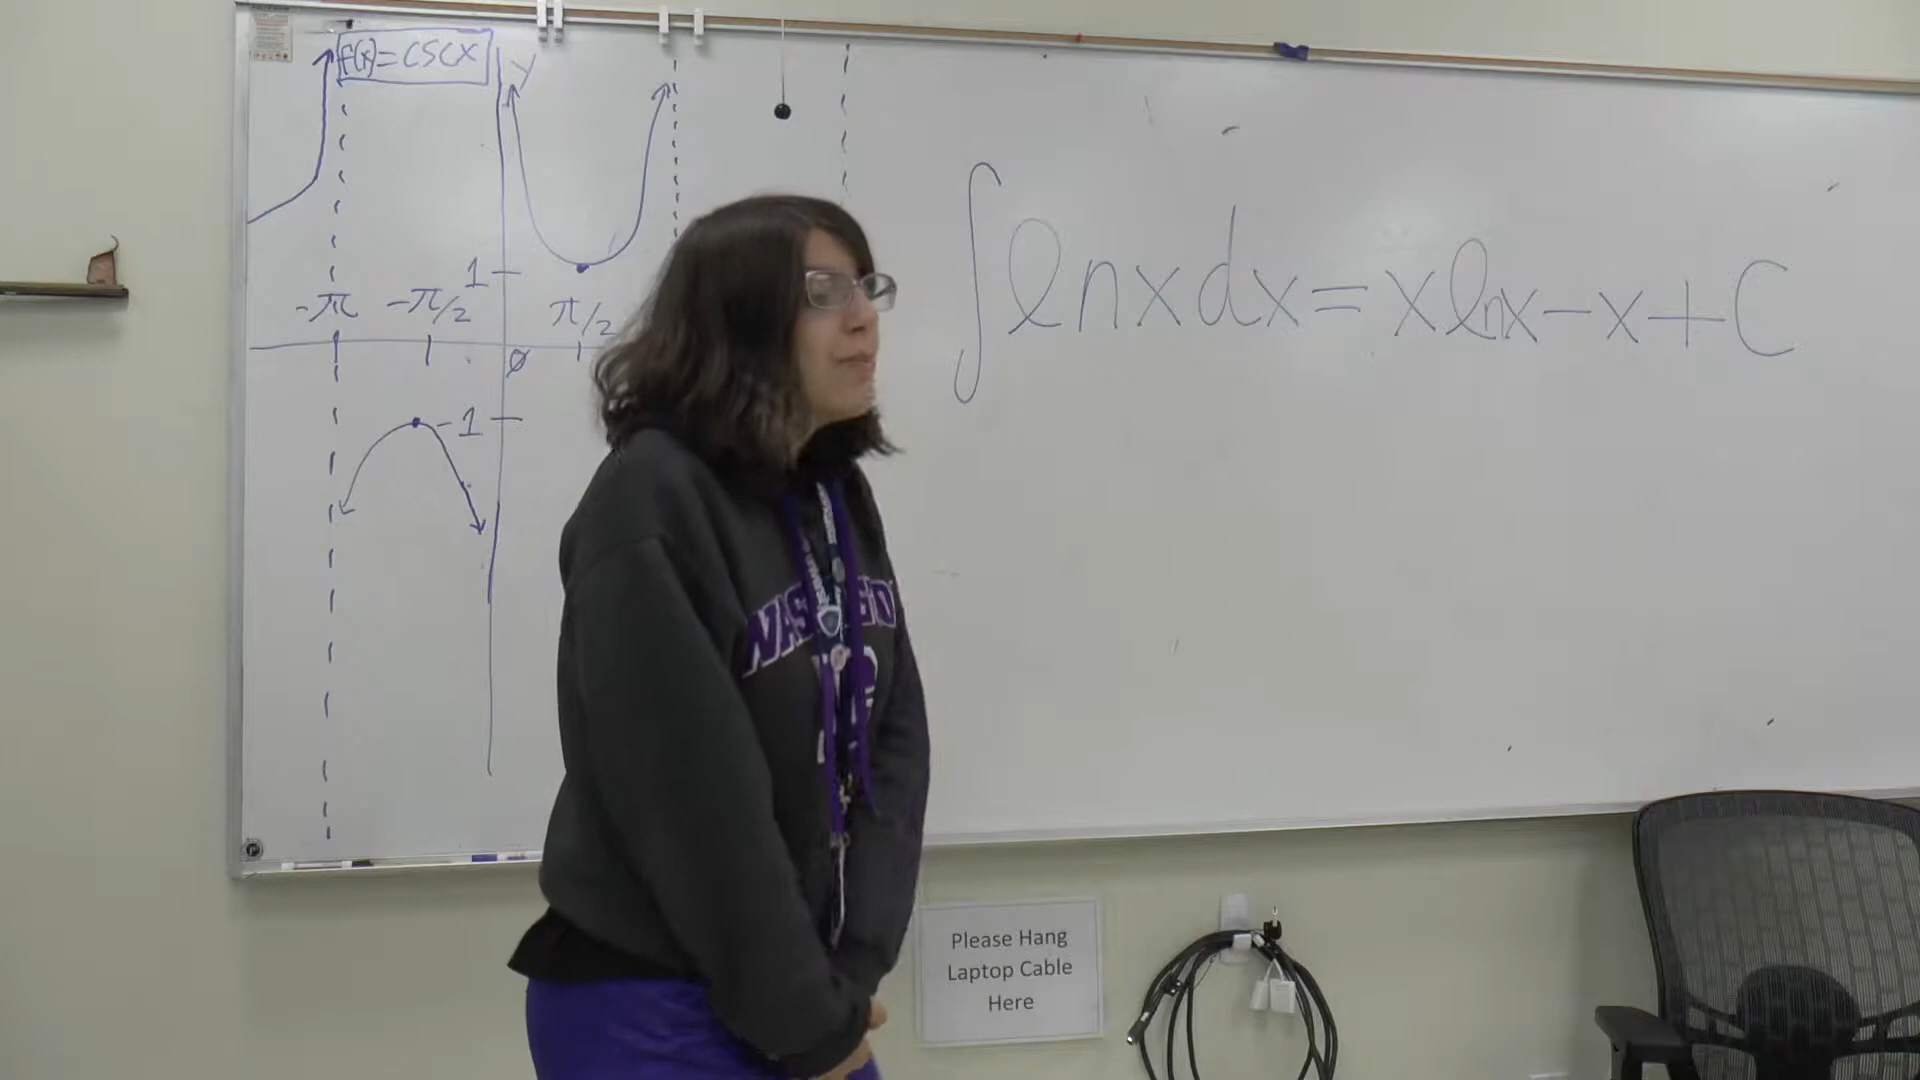 f(x)=CSCX
y
1
-π -π/2 π/2
0
-1
∫lnxdx=xlnx-x+C
Please Hang
Laptop Cable
Here